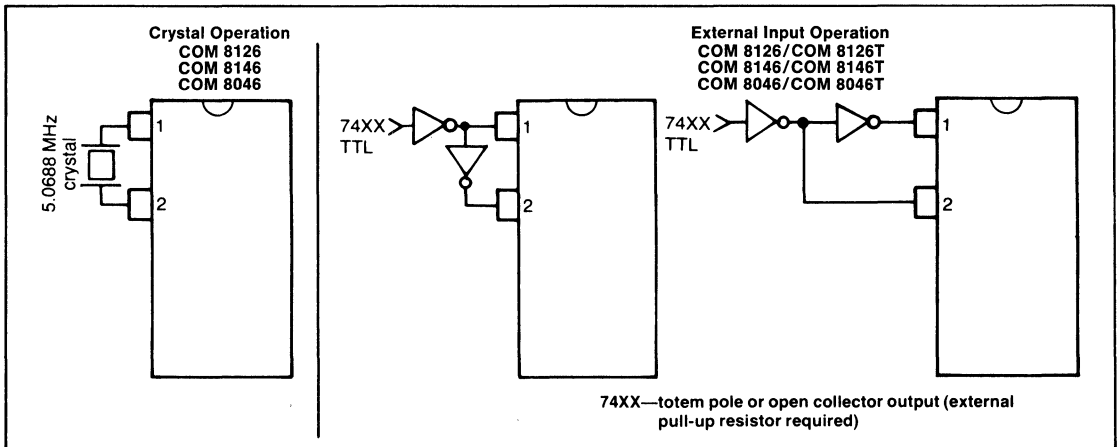 Crystal Operation
COM 8126
COM 8146
COM 8046
5.0688 MHz
crystal
1
2
External Input Operation
COM 8126/COM 8126T
COM 8146/COM 8146T
COM 8046/COM 8046T
74XX
TTL
1
2
74XX
TTL
1
2
74XX—totem pole or open collector output (external
pull-up resistor required)